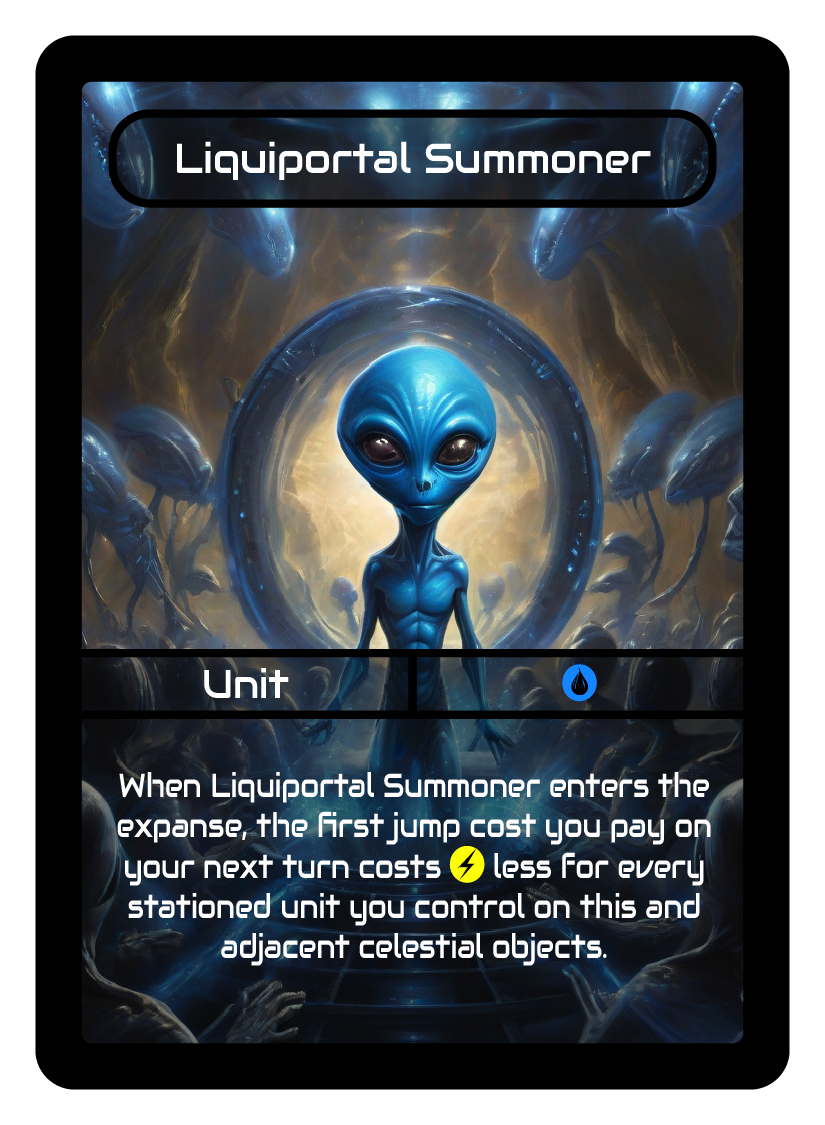 Liquiportal Summoner
Unit
When Liquiportal Summoner enters the
expanse, the first jump cost you pay on
your next turn costs less for every
stationed unit you control on this and
adjacent celestial objects.